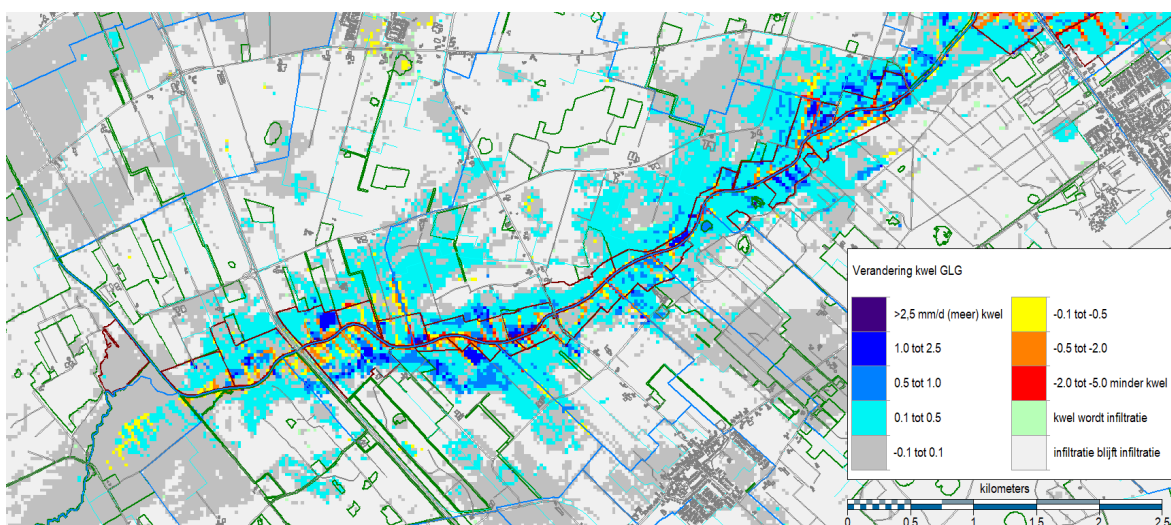 Verandering kwel GLG
>2,5 mm/d (meer) kwel
1.0 tot 2.5
0.5 tot 1.0
0.1 tot 0.5
-0.1 tot 0.1
-0.1 tot -0.5
-0.5 tot -2.0
-2.0 tot -5.0 minder kwel
kwel wordt infiltratie
infiltratie blijft infiltratie
kilometers
0 0.5 1 1.5 2 2.5